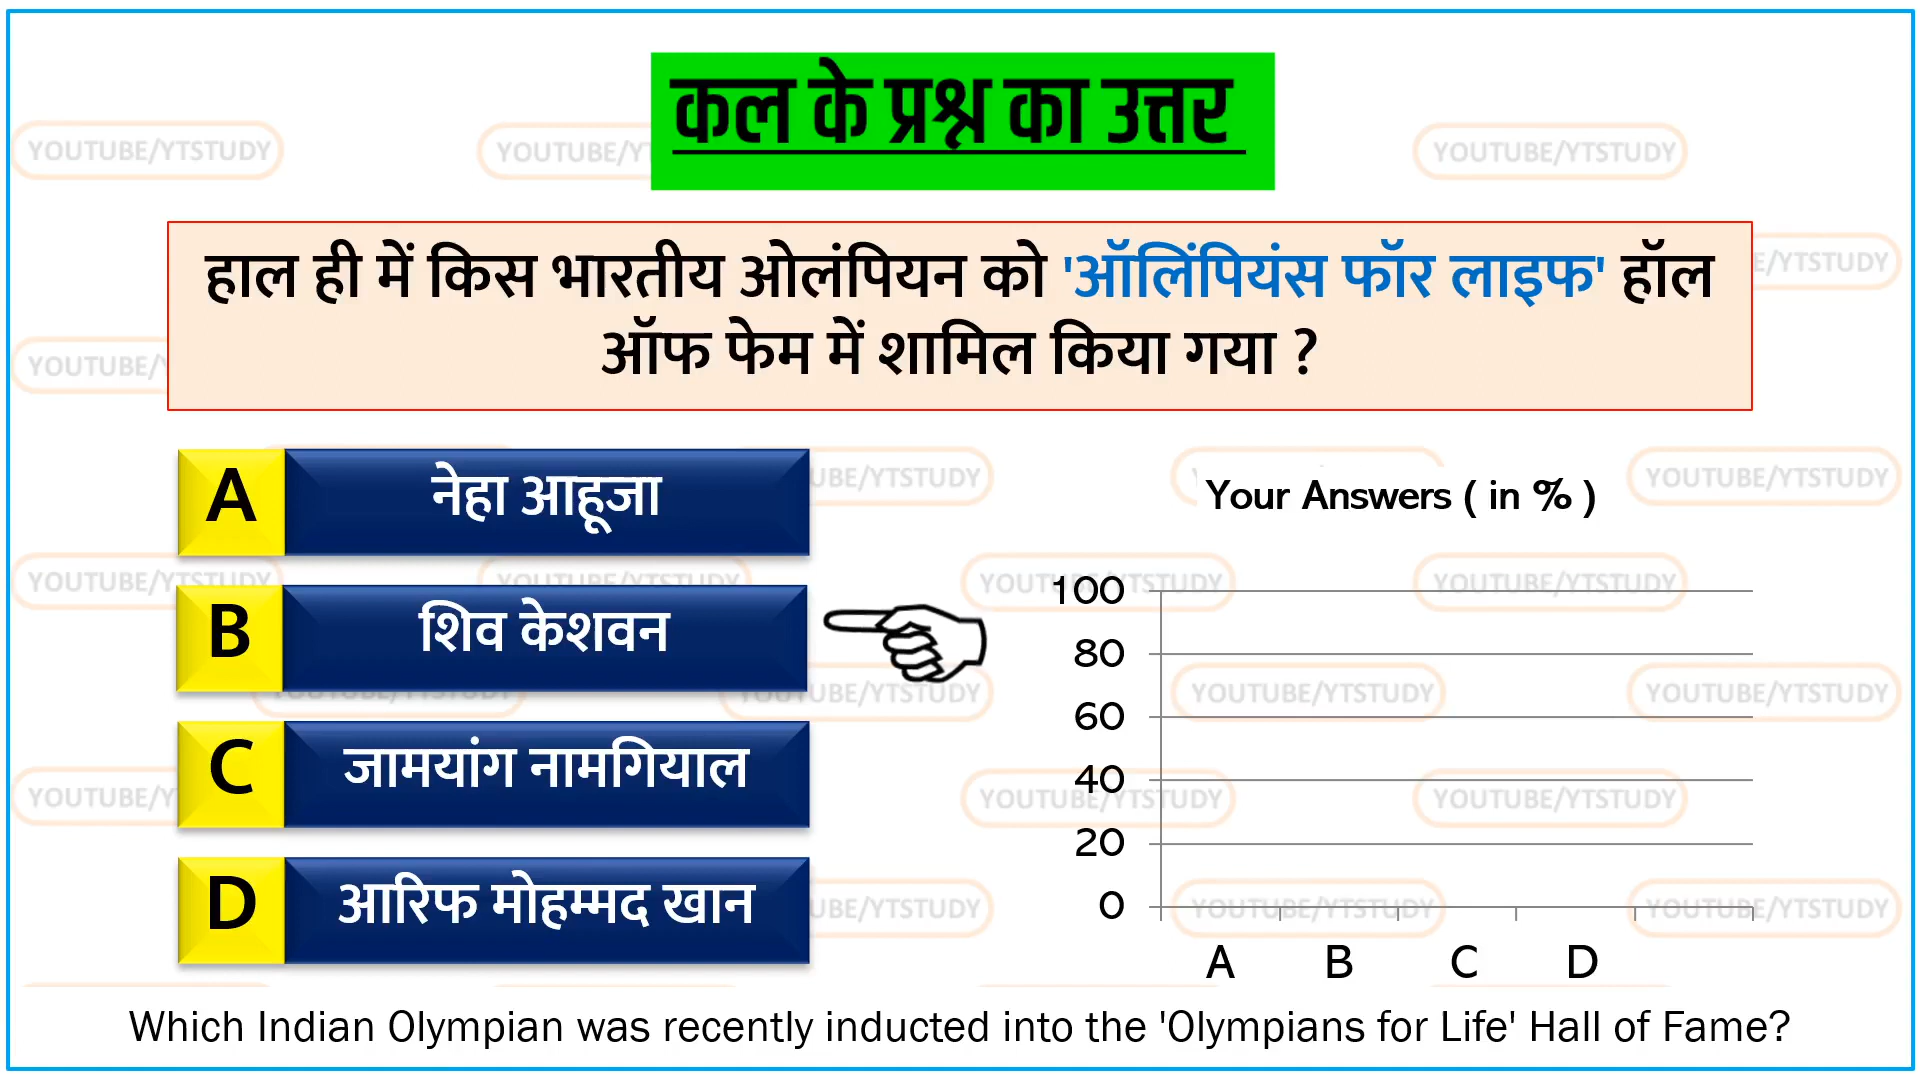 कल के प्रश्न का उत्तर
हाल ही में किस भारतीय ओलंपियन को 'ऑलिंपियंस फॉर लाइफ' हॉल
ऑफ फेम में शामिल किया गया ?
A नेहा आहूजा
B शिव केशवन
C जामयांग नामगियाल
D आरिफ मोहम्मद खान
Your Answers ( in % )
100
80
60
40
20
0
A B C D
Which Indian Olympian was recently inducted into the 'Olympians for Life' Hall of Fame?
YOUTUBE/YTSTUDY